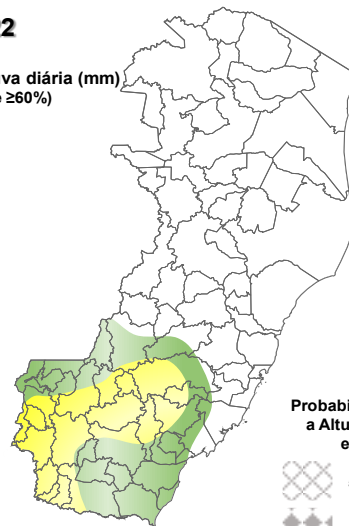 2
va diária (mm)
e ≥60%)
Probabi
a Altu
e